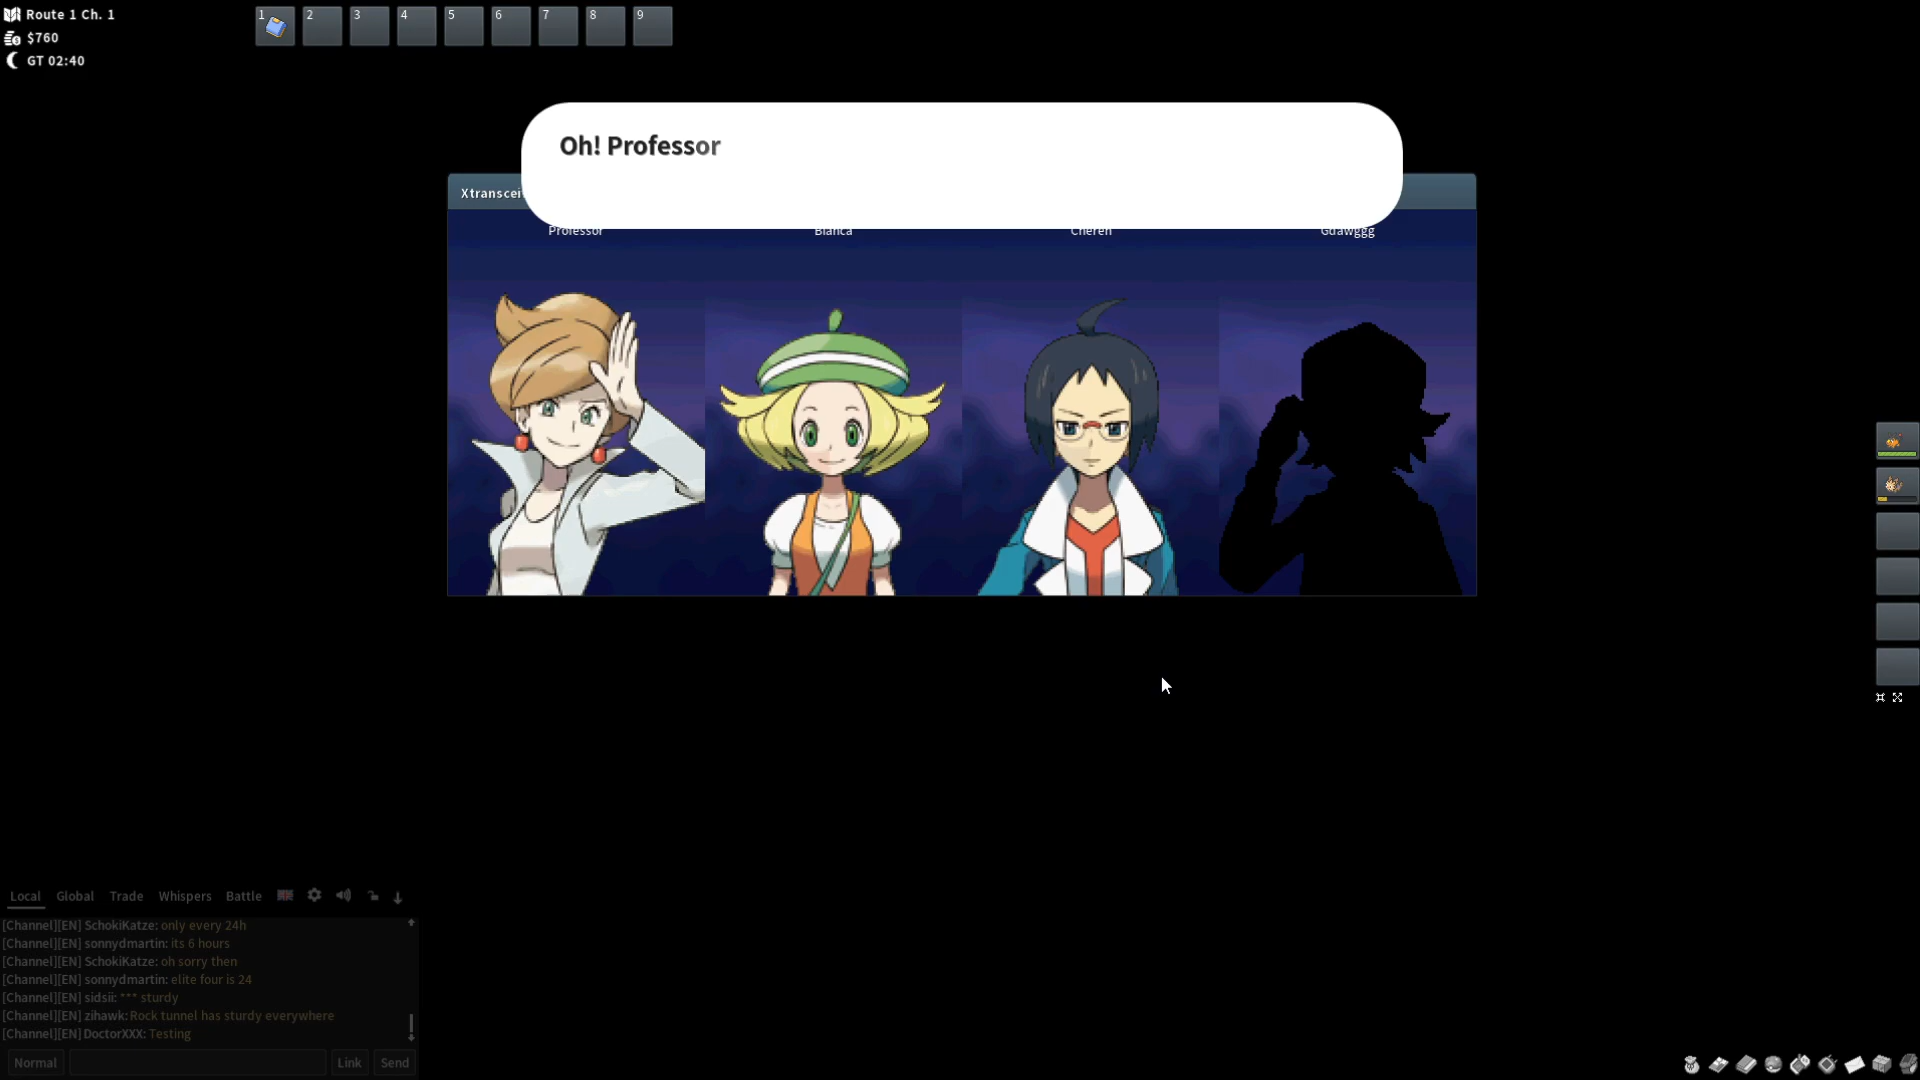 Route 1 Ch. 1
$760
GT 02:40
1 2 3 4 5 6 7 8 9
Oh! Professor
Xtranscei
Professor Bianca Cheren Gdawggg
Local Global Trade Whispers Battle
[Channel][EN] SchokiKatze: only every 24h
[Channel][EN] sonnydmartin: its 6 hours
[Channel][EN] SchokiKatze: oh sorry then
[Channel][EN] sonnydmartin: elite four is 24
[Channel][EN] sidsii: *** sturdy
[Channel][EN] zihawk: Rock tunnel has sturdy everywhere
[Channel][EN] DoctorXXX: Testing
Normal Link Send